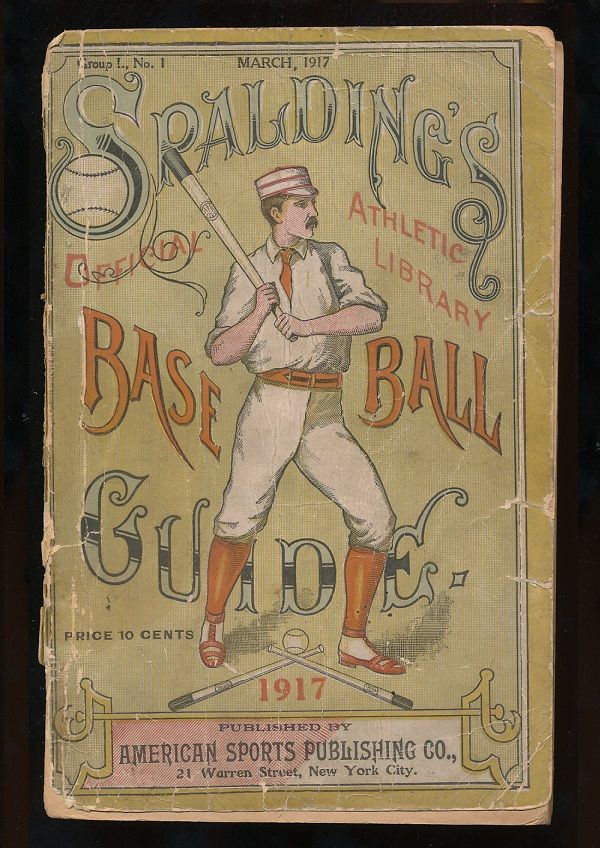 Group I., No. 1
MARCH, 1917
SPALDING'S
OFFICIAL
ATHLETIC
LIBRARY
BASE BALL
GUIDE.
PRICE 10 CENTS
1917
PUBLISHED BY
AMERICAN SPORTS PUBLISHING CO.,
21 Warren Street, New York City.